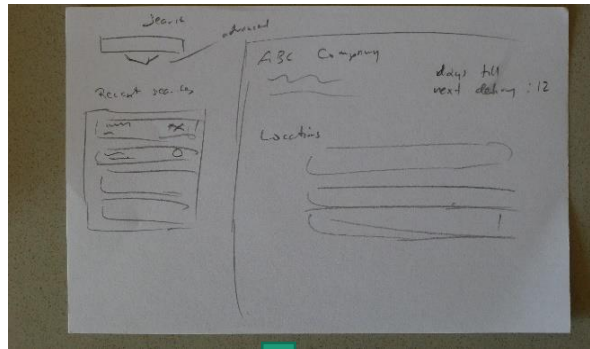 Search
advanced
Recent searches
ABC Company
days till
next delivery : 12
Locations